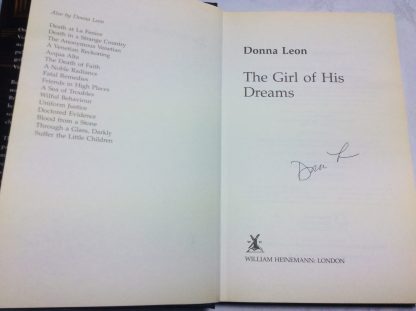 Also by Donna Leon
Death at La Fenice
Death in a Strange Country
The Anonymous Venetian
A Venetian Reckoning
Acqua Alta
The Death of Faith
A Noble Radiance
Fatal Remedies
Friends in High Places
A Sea of Troubles
Wilful Behaviour
Uniform Justice
Doctored Evidence
Blood from a Stone
Through a Glass, Darkly
Suffer the Little Children
Donna Leon
The Girl of His
Dreams
WILLIAM HEINEMANN: LONDON